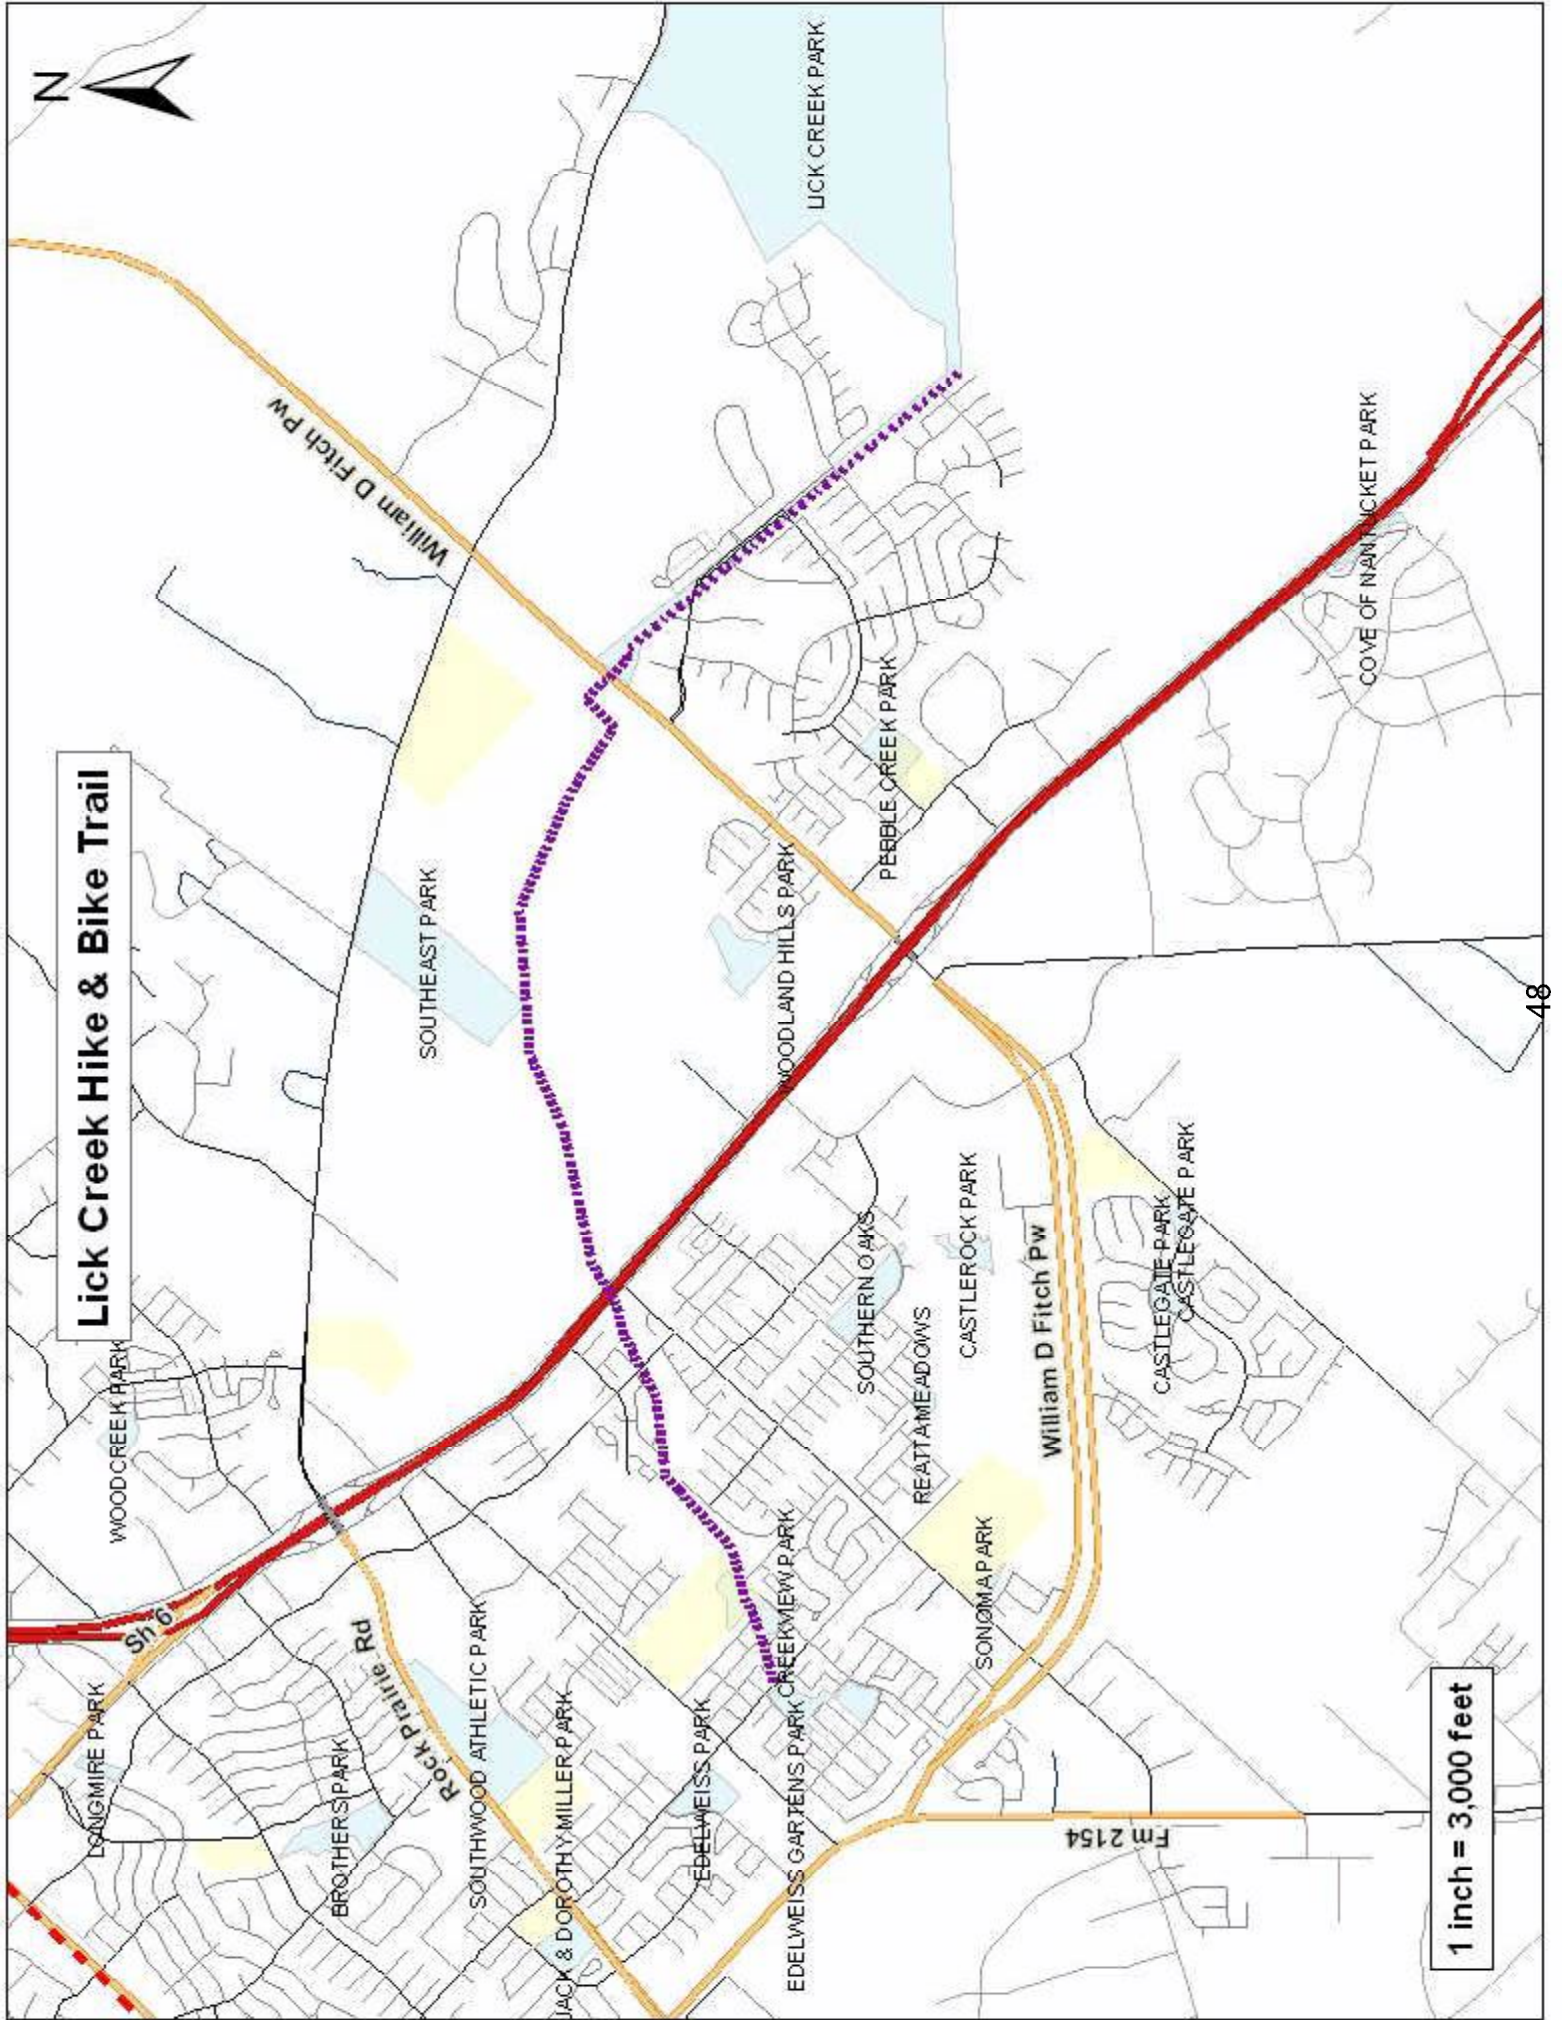 Lick Creek Hike & Bike Trail
N
WOODCREEK PARK
LONGMIRE PARK
Sh 6
BROTHERS PARK
Rock Prairie Rd
SOUTHWOOD ATHLETIC PARK
JACK & DOROTHY MILLER PARK
EDELWEISS PARK
EDELWEISS GARTENS PARK
CREEKVIEW PARK
SOUTHEAST PARK
William D Fitch Pw
LICK CREEK PARK
WOODLAND HILLS PARK
PEBBLE CREEK PARK
SOUTHERN OAKS
REATTA MEADOWS
CASTLEROCK PARK
SONOMA PARK
William D Fitch Pw
CASTLEGATE PARK
CASTLEGATE PARK
COVE OF NANTUCKET PARK
Fm 2154
1 inch = 3,000 feet
48